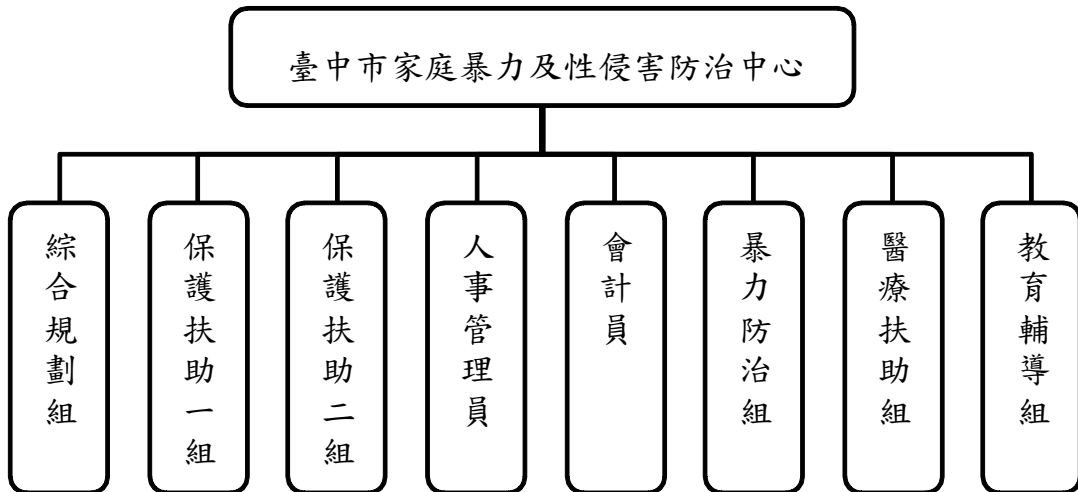 臺中市家庭暴力及性侵害防治中心
綜合規劃組
保護扶助一組
保護扶助二組
人事管理員
會計員
暴力防治組
醫療扶助組
教育輔導組